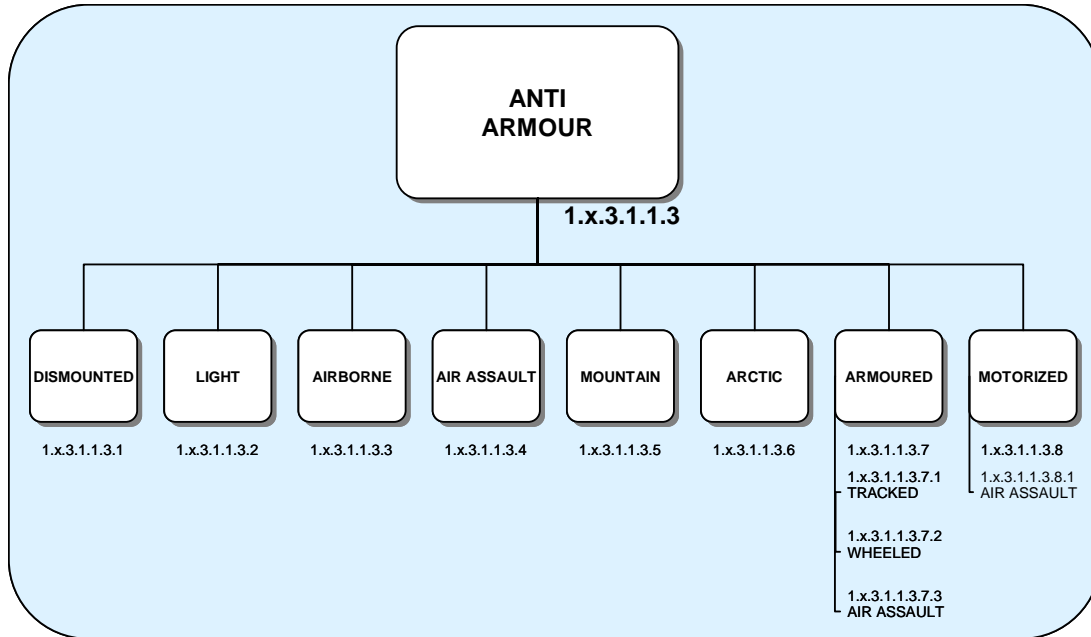 ANTI
ARMOUR
1.x.3.1.1.3
DISMOUNTED
LIGHT
AIRBORNE
AIR ASSAULT
MOUNTAIN
ARCTIC
ARMOURED
MOTORIZED
1.x.3.1.1.3.1
1.x.3.1.1.3.2
1.x.3.1.1.3.3
1.x.3.1.1.3.4
1.x.3.1.1.3.5
1.x.3.1.1.3.6
1.x.3.1.1.3.7
1.x.3.1.1.3.8
1.x.3.1.1.3.7.1
TRACKED
1.x.3.1.1.3.8.1
AIR ASSAULT
1.x.3.1.1.3.7.2
WHEELED
1.x.3.1.1.3.7.3
AIR ASSAULT